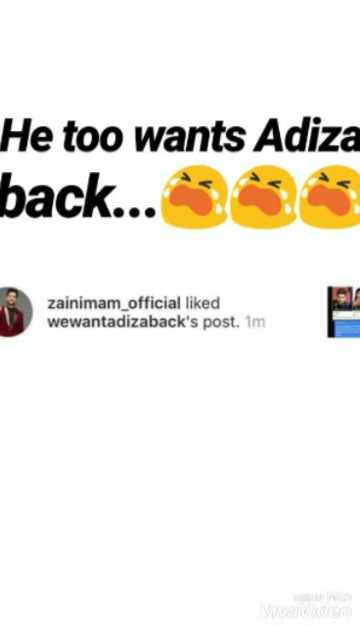 He too wants Adiza
back...😭😭😭
zainimam_official liked
wewantadizaback's post. 1m
VivaVideo